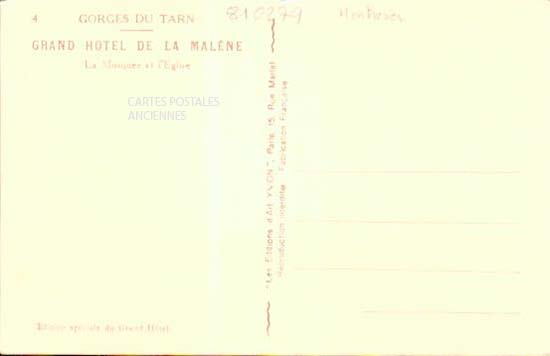 4 GORGES DU TARN
810279
GRAND HOTEL DE LA MALÈNE
La et l'Eglise
CARTES POSTALES
ANCIENNES
"Les Editions d'Art YVON", Paris, 15, Rue Martel
Reproduction interdite Fabrication Française
Edition spéciale du Grand Hôtel